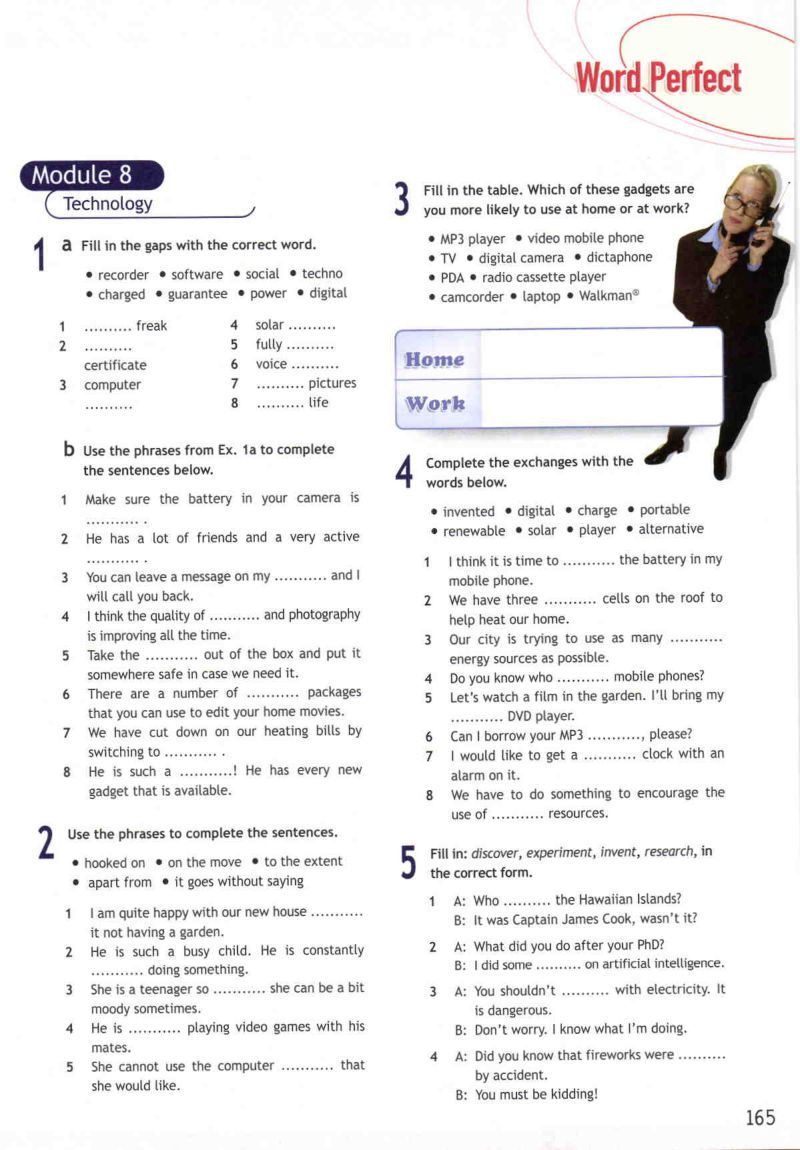 Word Perfect
Module 8
Technology
1 a Fill in the gaps with the correct word.
• recorder • software • social • techno
• charged • guarantee • power • digital
1 .......... freak
2 ..........
certificate
3 computer
..........
4 solar ..........
5 fully ..........
6 voice ..........
7 .......... pictures
8 .......... life
b Use the phrases from Ex. 1a to complete
the sentences below.
1 Make sure the battery in your camera is
........... .
2 He has a lot of friends and a very active
........... .
3 You can leave a message on my ........... and I
will call you back.
4 I think the quality of ........... and photography
is improving all the time.
5 Take the ........... out of the box and put it
somewhere safe in case we need it.
6 There are a number of ........... packages
that you can use to edit your home movies.
7 We have cut down on our heating bills by
switching to ........... .
8 He is such a ...........! He has every new
gadget that is available.
2 Use the phrases to complete the sentences.
• hooked on • on the move • to the extent
• apart from • it goes without saying
1 I am quite happy with our new house ...........
it not having a garden.
2 He is such a busy child. He is constantly
........... doing something.
3 She is a teenager so ........... she can be a bit
moody sometimes.
4 He is ........... playing video games with his
mates.
5 She cannot use the computer ........... that
she would like.
3 Fill in the table. Which of these gadgets are
you more likely to use at home or at work?
• MP3 player • video mobile phone
• TV • digital camera • dictaphone
• PDA • radio cassette player
• camcorder • laptop • Walkman®
Home
Work
4 Complete the exchanges with the
words below.
• invented • digital • charge • portable
• renewable • solar • player • alternative
1 I think it is time to ........... the battery in my
mobile phone.
2 We have three ........... cells on the roof to
help heat our home.
3 Our city is trying to use as many ...........
energy sources as possible.
4 Do you know who ........... mobile phones?
5 Let's watch a film in the garden. I'll bring my
........... DVD player.
6 Can I borrow your MP3 ..........., please?
7 I would like to get a ........... clock with an
alarm on it.
8 We have to do something to encourage the
use of ........... resources.
5 Fill in: discover, experiment, invent, research, in
the correct form.
1 A: Who .......... the Hawaiian Islands?
B: It was Captain James Cook, wasn't it?
2 A: What did you do after your PhD?
B: I did some .......... on artificial intelligence.
3 A: You shouldn't .......... with electricity. It
is dangerous.
B: Don't worry. I know what I'm doing.
4 A: Did you know that fireworks were ..........
by accident.
B: You must be kidding!
165